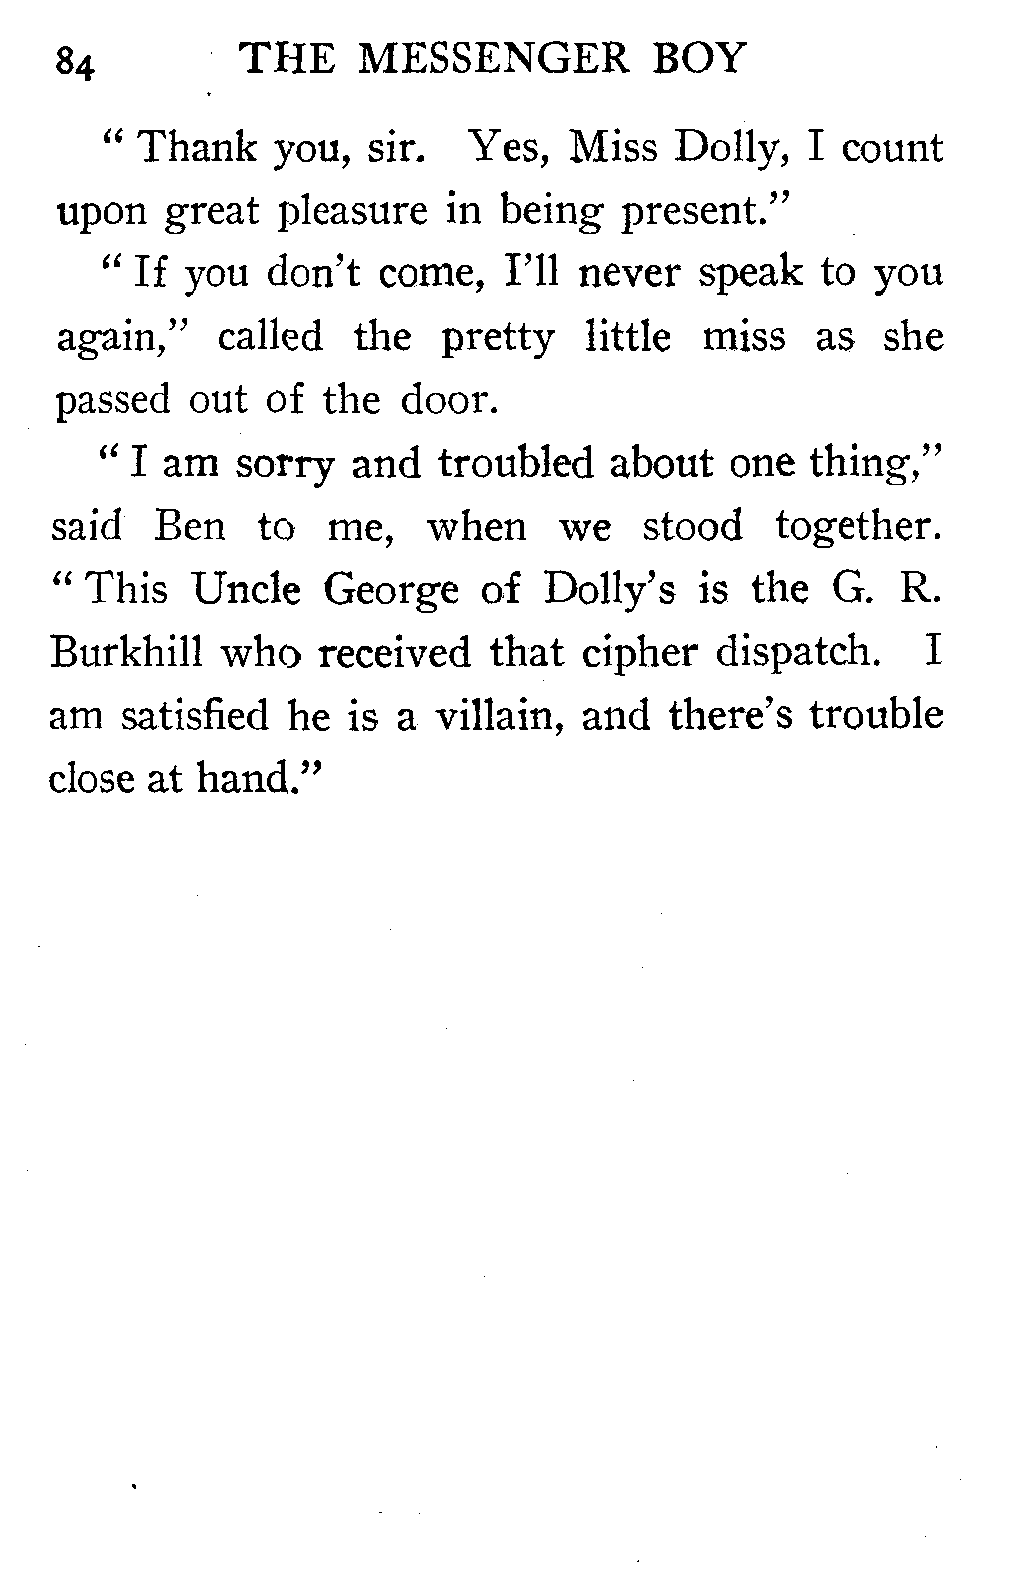 84 THE MESSENGER BOY
“ Thank you, sir. Yes, Miss Dolly, I count
upon great pleasure in being present.”
“ If you don’t come, I’ll never speak to you
again,” called the pretty little miss as she
passed out of the door.
“ I am sorry and troubled about one thing,”
said Ben to me, when we stood together.
“ This Uncle George of Dolly’s is the G. R.
Burkhill who received that cipher dispatch. I
am satisfied he is a villain, and there’s trouble
close at hand.”